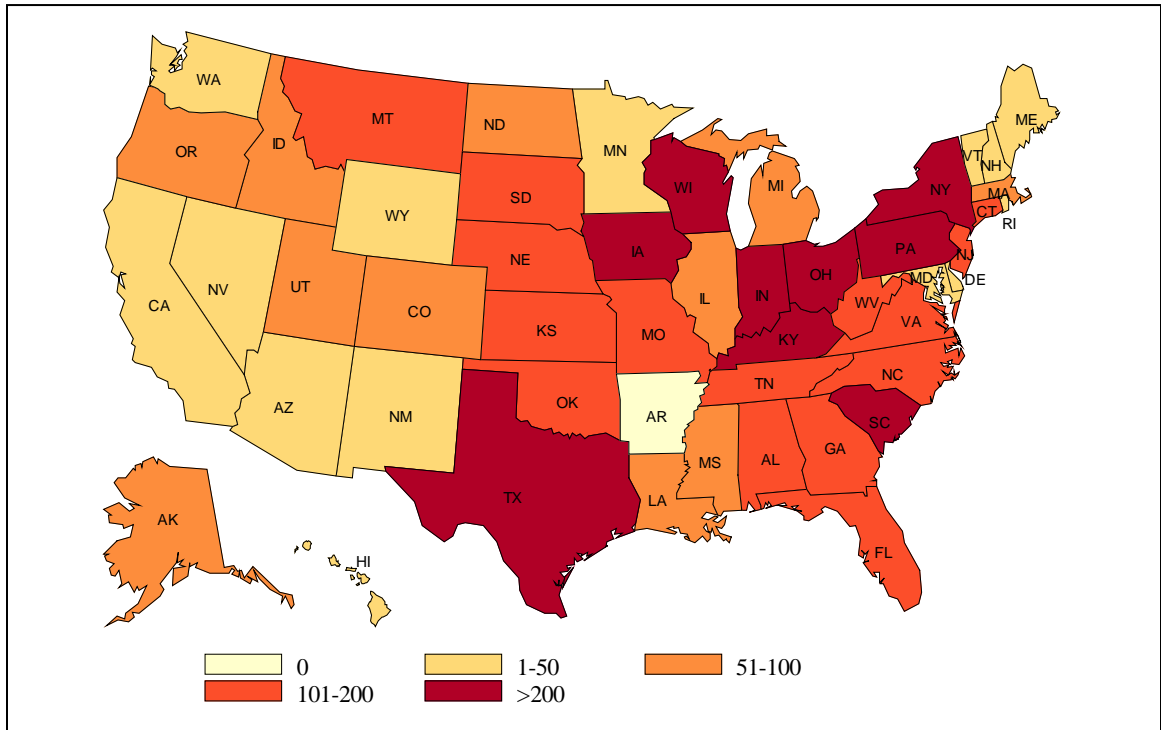 WA
MT
ND
ME
OR
ID
MN
VT
NH
WI
MI
NY
MA
SD
WY
CT
RI
IA
PA
NJ
NE
OH
MD
DE
NV
UT
IL
IN
CA
CO
WV
VA
KS
MO
KY
TN
NC
AZ
NM
OK
AR
SC
MS
AL
GA
TX
LA
AK
FL
HI
0
1-50
51-100
101-200
>200